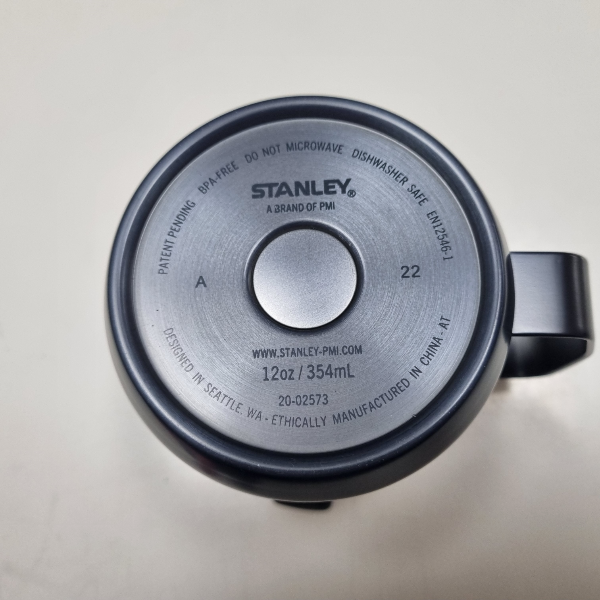 PATENT PENDING BPA-FREE DO NOT MICROWAVE DISHWASHER SAFE EN12546-1
STANLEY®
A BRAND OF PMI
A
22
WWW.STANLEY-PMI.COM
12oz / 354mL
20-02573
DESIGNED IN SEATTLE, WA - ETHICALLY MANUFACTURED IN CHINA - AT